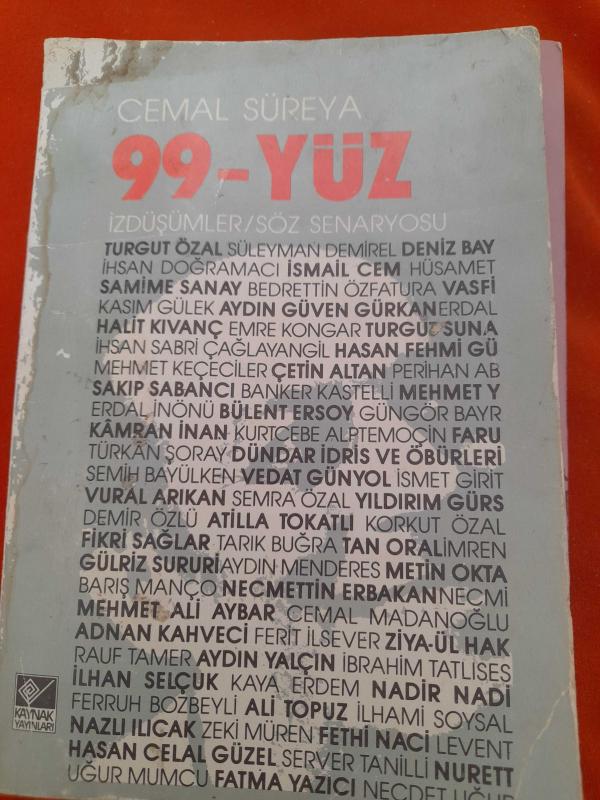 CEMAL SÜREYA
99-YÜZ
İZDÜŞÜMLER/SÖZ SENARYOSU
TURGUT ÖZAL SÜLEYMAN DEMİREL DENİZ BAY
İHSAN DOĞRAMACI İSMAİL CEM HÜSAMET
SAMİME SANAY BEDRETTİN ÖZFATURA VASFİ
KASIM GÜLEK AYDIN GÜVEN GÜRKAN ERDAL
HALİT KIVANÇ EMRE KONGAR TURGUT SUNA
İHSAN SABRİ ÇAĞLAYANGİL HASAN FEHMİ GÜ
MEHMET KEÇECİLER ÇETİN ALTAN PERİHAN AB
SAKIP SABANCI BANKER KASTELLİ MEHMET Y
ERDAL İNÖNÜ BÜLENT ERSOY GÜNGÖR BAYR
KÂMRAN İNAN KURTCEBE ALPTEMOÇİN FARU
TÜRKÂN ŞORAY DÜNDAR İDRİS VE ÖBÜRLERİ
SEMİH BAYÜLKEN VEDAT GÜNYOL İSMET GİRİT
VURAL ARIKAN SEMRA ÖZAL YILDIRIM GÜRS
DEMİR ÖZLÜ ATİLLA TOKATLI KORKUT ÖZAL
FİKRİ SAĞLAR TARIK BUĞRA TAN ORAL İMREN
GÜLRİZ SURURİ AYDIN MENDERES METİN OKTA
BARIŞ MANÇO NECMETTİN ERBAKAN NECMİ
MEHMET ALİ AYBAR CEMAL MADANOĞLU
ADNAN KAHVECİ FERİT İLSEVER ZİYA-ÜL HAK
RAUF TAMER AYDIN YALÇIN İBRAHİM TATLISES
İLHAN SELÇUK KAYA ERDEM NADİR NADİ
FERRUH BOZBEYLİ ALİ TOPUZ İLHAMİ SOYSAL
NAZLI ILICAK ZEKİ MÜREN FETHİ NACİ LEVENT
HASAN CELAL GÜZEL SERVER TANİLLİ NURETT
UĞUR MUMCU FATMA YAZICI NECDET UĞUR
KAYNAK
YAYINLARI